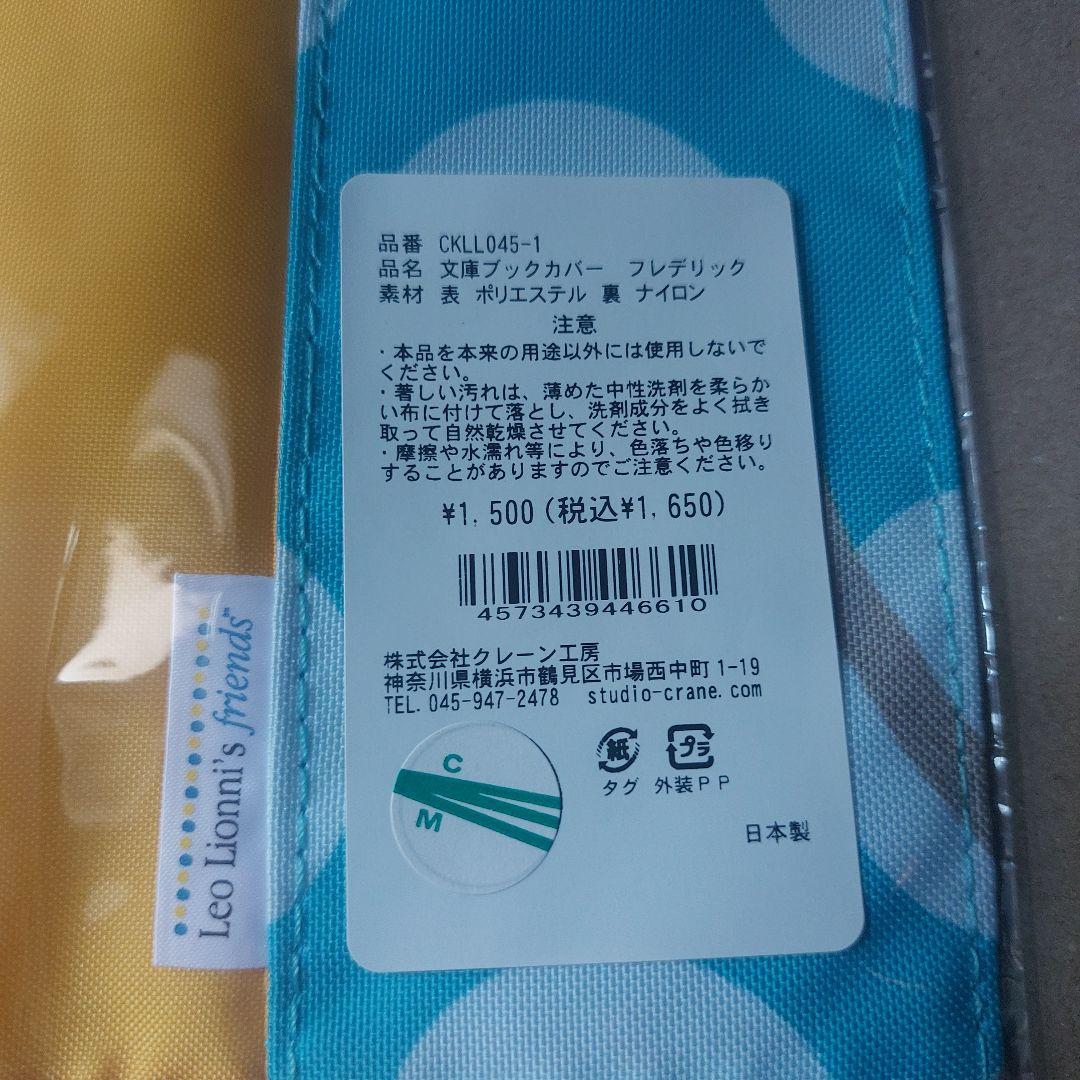 品番 CKLL045-1
品名 文庫ブックカバー フレデリック
素材 表 ポリエステル 裏 ナイロン
注意
・本品を本来の用途以外には使用しないで
ください。
・著しい汚れは、薄めた中性洗剤を柔らか
い布に付けて落とし、洗剤成分をよく拭き
取って自然乾燥させてください。
・摩擦や水濡れ等により、色落ちや色移り
することがありますのでご注意ください。
¥1,500(税込¥1,650)
4573439446610
株式会社クレーン工房
神奈川県横浜市鶴見区市場西中町1-19
TEL.045-947-2478 studio-crane.com
C
M
紙 プラ
タグ 外装PP
日本製
Leo Lionni's friends™